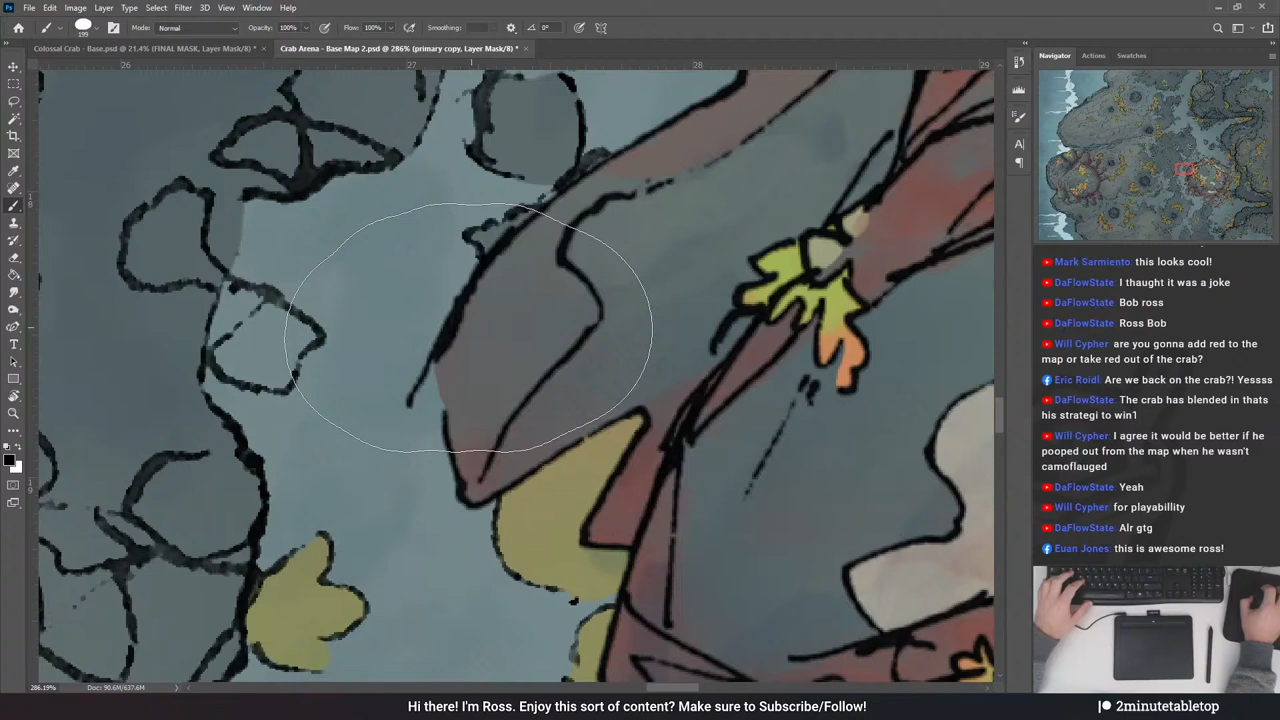 File Edit Image Layer Type Select Filter 3D View Window Help
199 Mode: Normal Opacity: 100% Flow: 100% Smoothing: 0°
Colossal Crab - Base.psd @ 21.4% (FINAL MASK, Layer Mask/8) * ×
Crab Arena - Base Map 2.psd @ 286% (primary copy, Layer Mask/8) * ×
26 27 28 29
Navigator Actions Swatches
Mark Sarmiento: this looks cool!
DaFlowState: I thaught it was a joke
DaFlowState: Bob ross
DaFlowState: Ross Bob
Will Cypher: are you gonna add red to the
map or take red out of the crab?
Eric Roidl: Are we back on the crab?! Yessss
DaFlowState: The crab has blended in thats
his strategi to win1
Will Cypher: I agree it would be better if he
pooped out from the map when he wasn't
camoflauged
DaFlowState: Yeah
Will Cypher: for playabillity
DaFlowState: Alr gtg
Euan Jones: this is awesome ross!
286.19% Doc: 90.6M/637.6M
Hi there! I'm Ross. Enjoy this sort of content? Make sure to Subscribe/Follow!
2minutetabletop